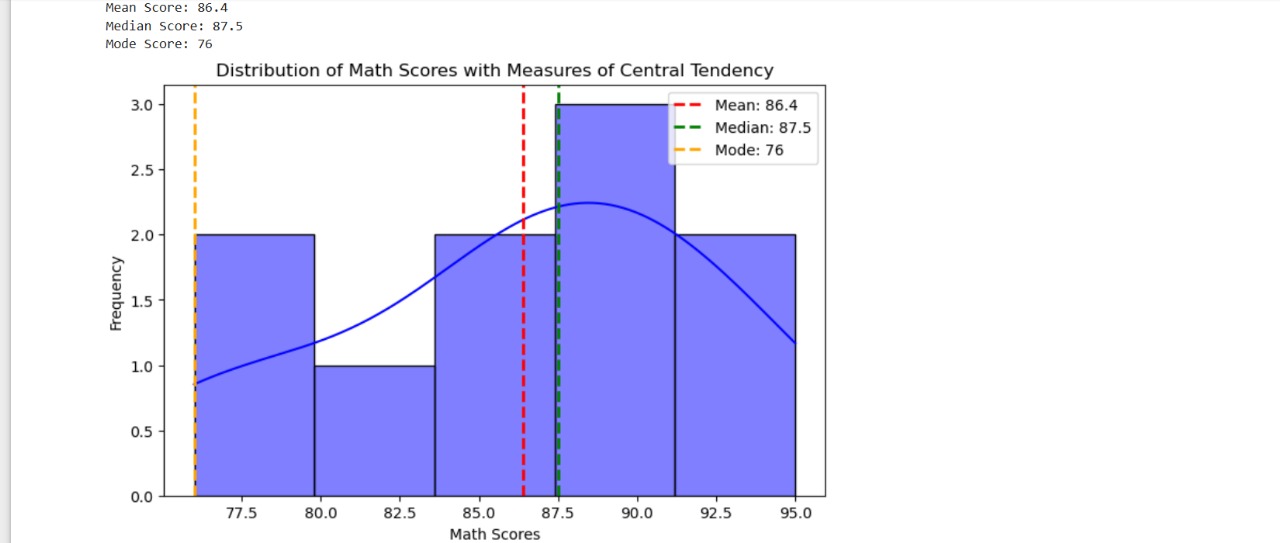 Mean Score: 86.4
Median Score: 87.5
Mode Score: 76
Distribution of Math Scores with Measures of Central Tendency
Mean: 86.4
Median: 87.5
Mode: 76
3.0
2.5
2.0
1.5
1.0
0.5
0.0
Frequency
77.5 80.0 82.5 85.0 87.5 90.0 92.5 95.0
Math Scores